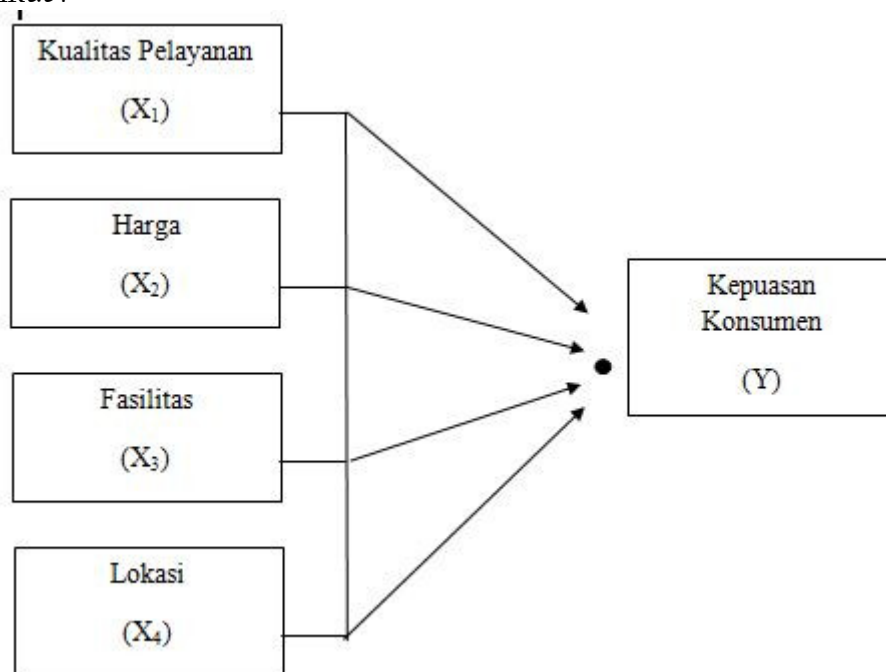 Kualitas Pelayanan
(X₁)
Harga
(X₂)
Fasilitas
(X₃)
Lokasi
(X₄)
Kepuasan
Konsumen
(Y)